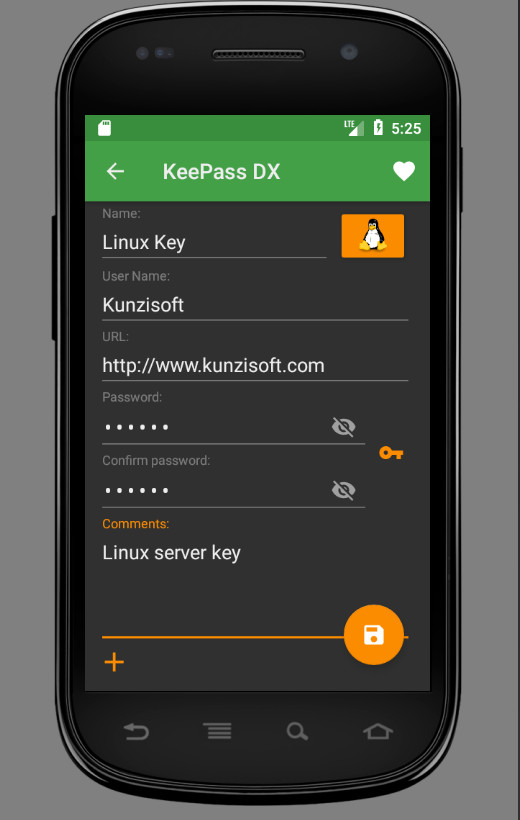 LTE 5:25
KeePass DX
Name:
Linux Key
User Name:
Kunzisoft
URL:
http://www.kunzisoft.com
Password:
••••••
Confirm password:
••••••
Comments:
Linux server key